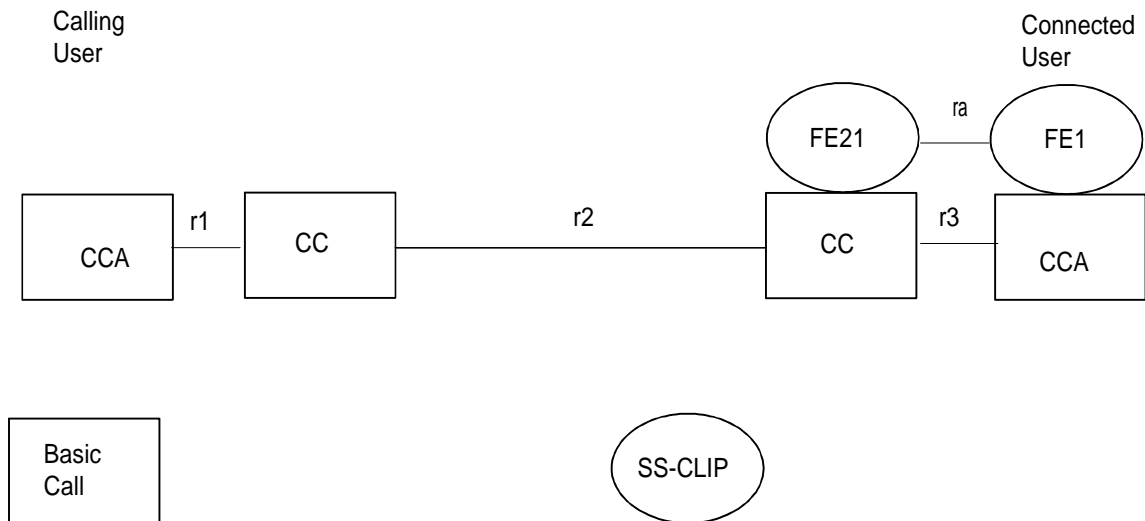 Calling
User
Connected
User
FE21
ra
FE1
CCA
r1
CC
r2
CC
r3
CCA
Basic
Call
SS-CLIP